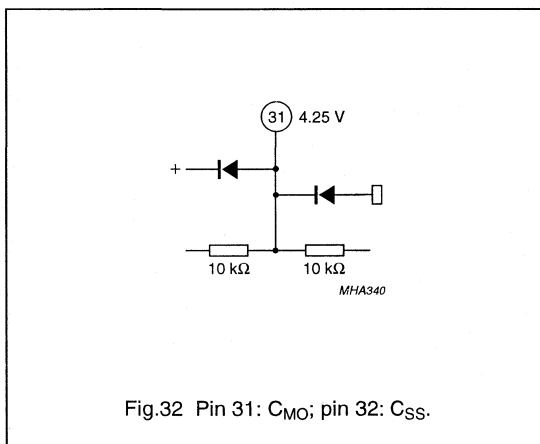 31 4.25 V
+
10 kΩ 10 kΩ
MHA340
Fig.32 Pin 31: CMO; pin 32: CSS.